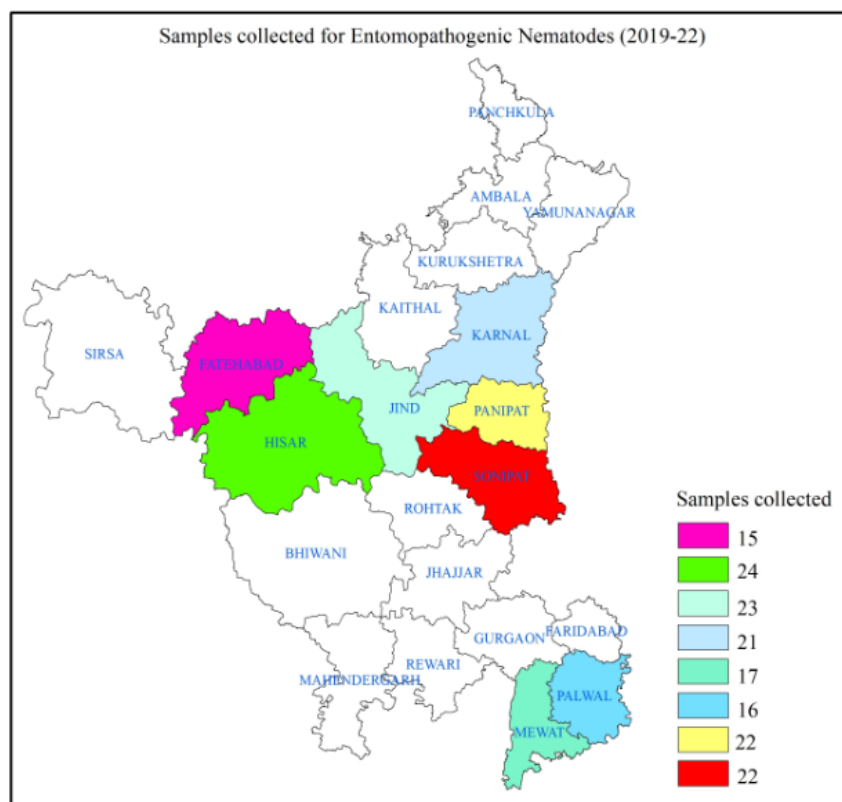 Samples collected for Entomopathogenic Nematodes (2019-22)
PANCHKULA
AMBALA
YAMUNANAGAR
KURUKSHETRA
KAITHAL
KARNAL
SIRSA
FATEHABAD
JIND
PANIPAT
HISAR
SONIPAT
ROHTAK
BHIWANI
JHAJJAR
GURGAON
FARIDABAD
REWARI
MAHENDERGARH
PALWAL
MEWAT
Samples collected
15
24
23
21
17
16
22
22